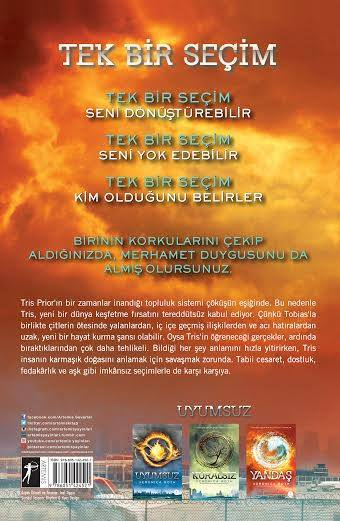 TEK BİR SEÇİM
TEK BİR SEÇİM
SENİ DÖNÜŞTÜREBİLİR
TEK BİR SEÇİM
SENİ YOK EDEBİLİR
TEK BİR SEÇİM
KİM OLDUĞUNU BELİRLER
BİRİNİN KORKULARINI ÇEKİP
ALDIĞINIZDA, MERHAMET DUYGUSUNU DA
ALMIŞ OLURSUNUZ.
Tris Prior'ın bir zamanlar inandığı topluluk sistemi çöküşün eşiğinde. Bu nedenle
Tris, yeni bir dünya keşfetme fırsatını tereddütsüz kabul ediyor. Çünkü Tobias'la
birlikte çitlerin ötesinde yalanlardan, iç içe geçmiş ilişkilerden ve acı hatıralardan
uzak, yeni bir hayat kurma şansı olabilir. Oysa Tris'in öğreneceği gerçekler, ardında
bıraktıklarından çok daha tehlikeli. Bildiği her şey anlamını hızla yitirirken, Tris
insanın karmaşık doğasını anlamak için savaşmak zorunda. Tabii cesaret, dostluk,
fedakârlık ve aşk gibi imkânsız seçimlerle de karşı karşıya.
UYUMSUZ
UYUMSUZ
VERONICA ROTH
KURALSIZ
VERONICA ROTH
YANDAŞ
VERONICA ROTH